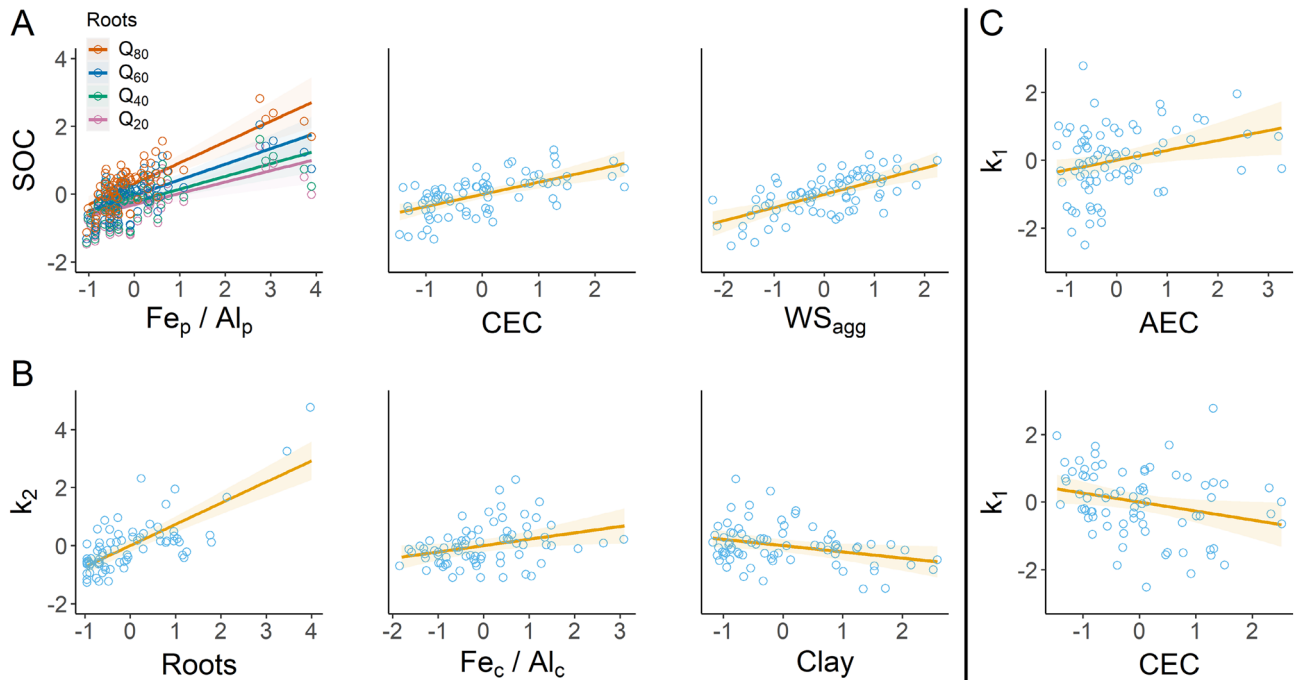 A
Roots
Q80
Q60
Q40
Q20
SOC
4
2
0
-2
-1 0 1 2 3 4
Fep / Alp
-1 0 1 2
CEC
-2 -1 0 1 2
WSagg
C
k1
2
0
-2
-1 0 1 2 3
AEC
B
k2
4
2
0
-2
-1 0 1 2 3 4
Roots
-2 -1 0 1 2 3
Fec / Alc
-1 0 1 2
Clay
k1
2
0
-2
-1 0 1 2
CEC